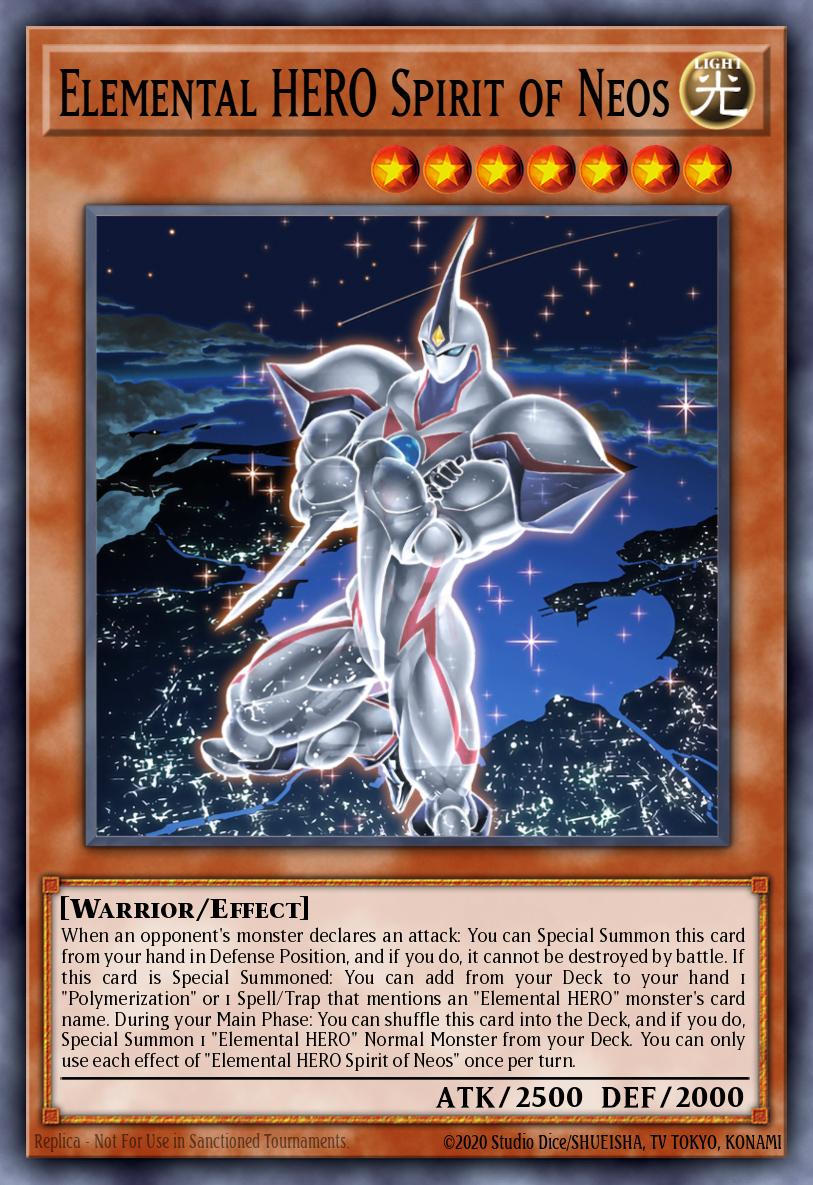 Elemental HERO Spirit of Neos
LIGHT
光
[Warrior/Effect]
When an opponent's monster declares an attack: You can Special Summon this card
from your hand in Defense Position, and if you do, it cannot be destroyed by battle. If
this card is Special Summoned: You can add from your Deck to your hand 1
"Polymerization" or 1 Spell/Trap that mentions an "Elemental HERO" monster's card
name. During your Main Phase: You can shuffle this card into the Deck, and if you do,
Special Summon 1 "Elemental HERO" Normal Monster from your Deck. You can only
use each effect of "Elemental HERO Spirit of Neos" once per turn.
ATK/2500 DEF/2000
Replica - Not For Use in Sanctioned Tournaments.
©2020 Studio Dice/SHUEISHA, TV TOKYO, KONAMI